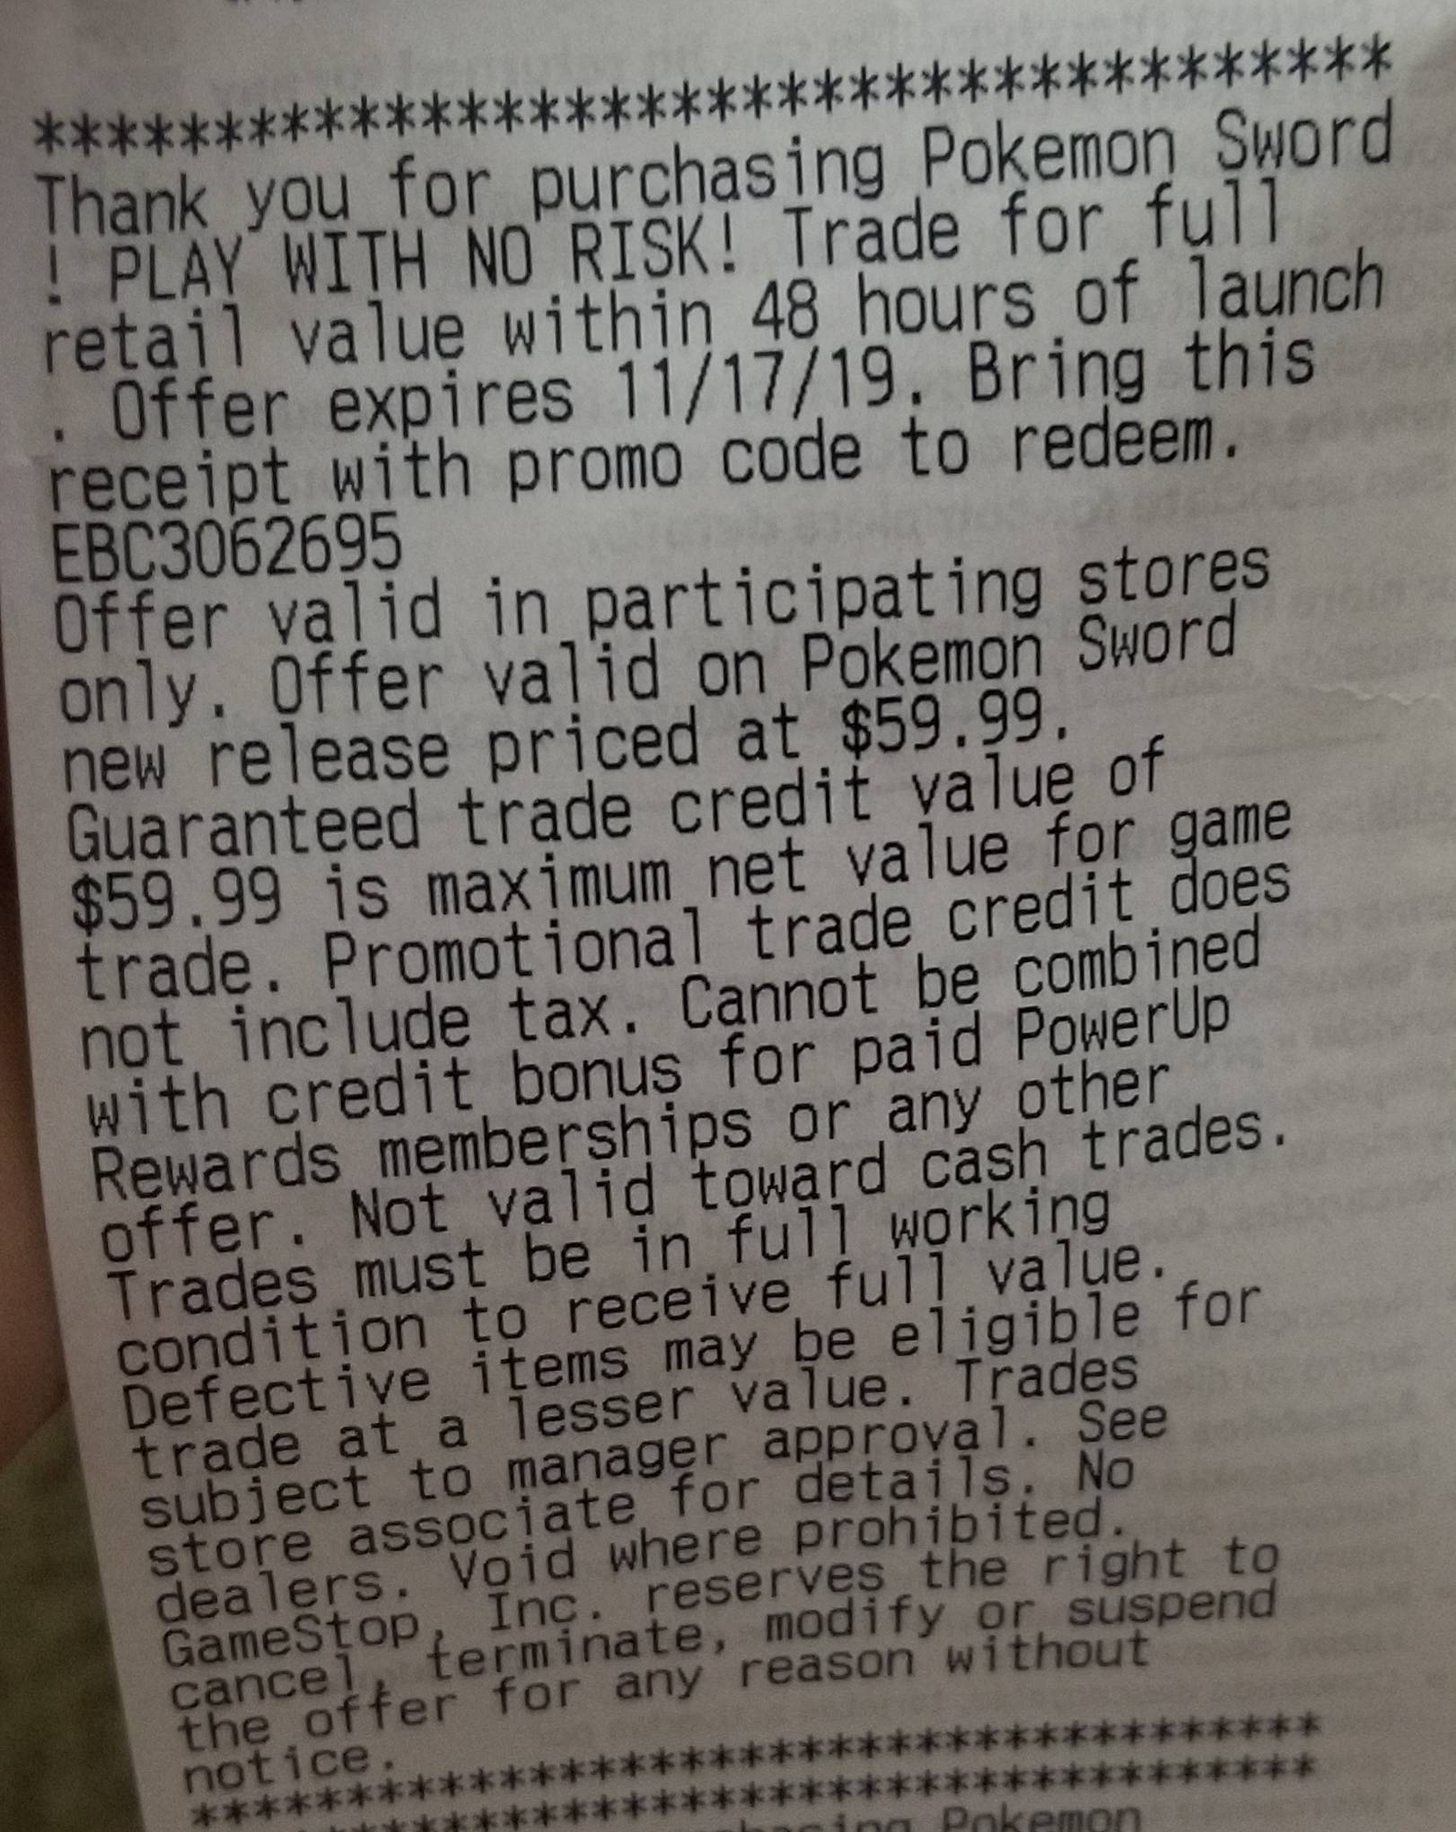 **************************************
Thank you for purchasing Pokemon Sword
! PLAY WITH NO RISK! Trade for full
retail value within 48 hours of launch
. Offer expires 11/17/19. Bring this
receipt with promo code to redeem.
EBC3062695
Offer valid in participating stores
only. Offer valid on Pokemon Sword
new release priced at $59.99.
Guaranteed trade credit value of
$59.99 is maximum net value for game
trade. Promotional trade credit does
not include tax. Cannot be combined
with credit bonus for paid PowerUp
Rewards memberships or any other
offer. Not valid toward cash trades.
Trades must be in full working
condition to receive full value.
Defective items may be eligible for
trade at a lesser value. Trades
subject to manager approval. See
store associate for details. No
dealers. Void where prohibited.
GameStop, Inc. reserves the right to
cancel, terminate, modify or suspend
the offer for any reason without
notice.
**************************************
**************************************
Pokemon